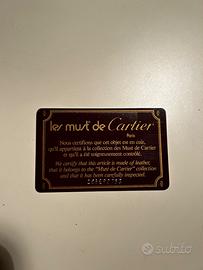 les must de Cartier
Paris
Nous certifions que cet objet est en cuir,
qu'il appartient à la collection des Must de Cartier
et qu'il a été soigneusement contrôlé.
We certify that this article is made of leather,
that it belongs to the "Must de Cartier" collection
and that it has been carefully inspected.
subito